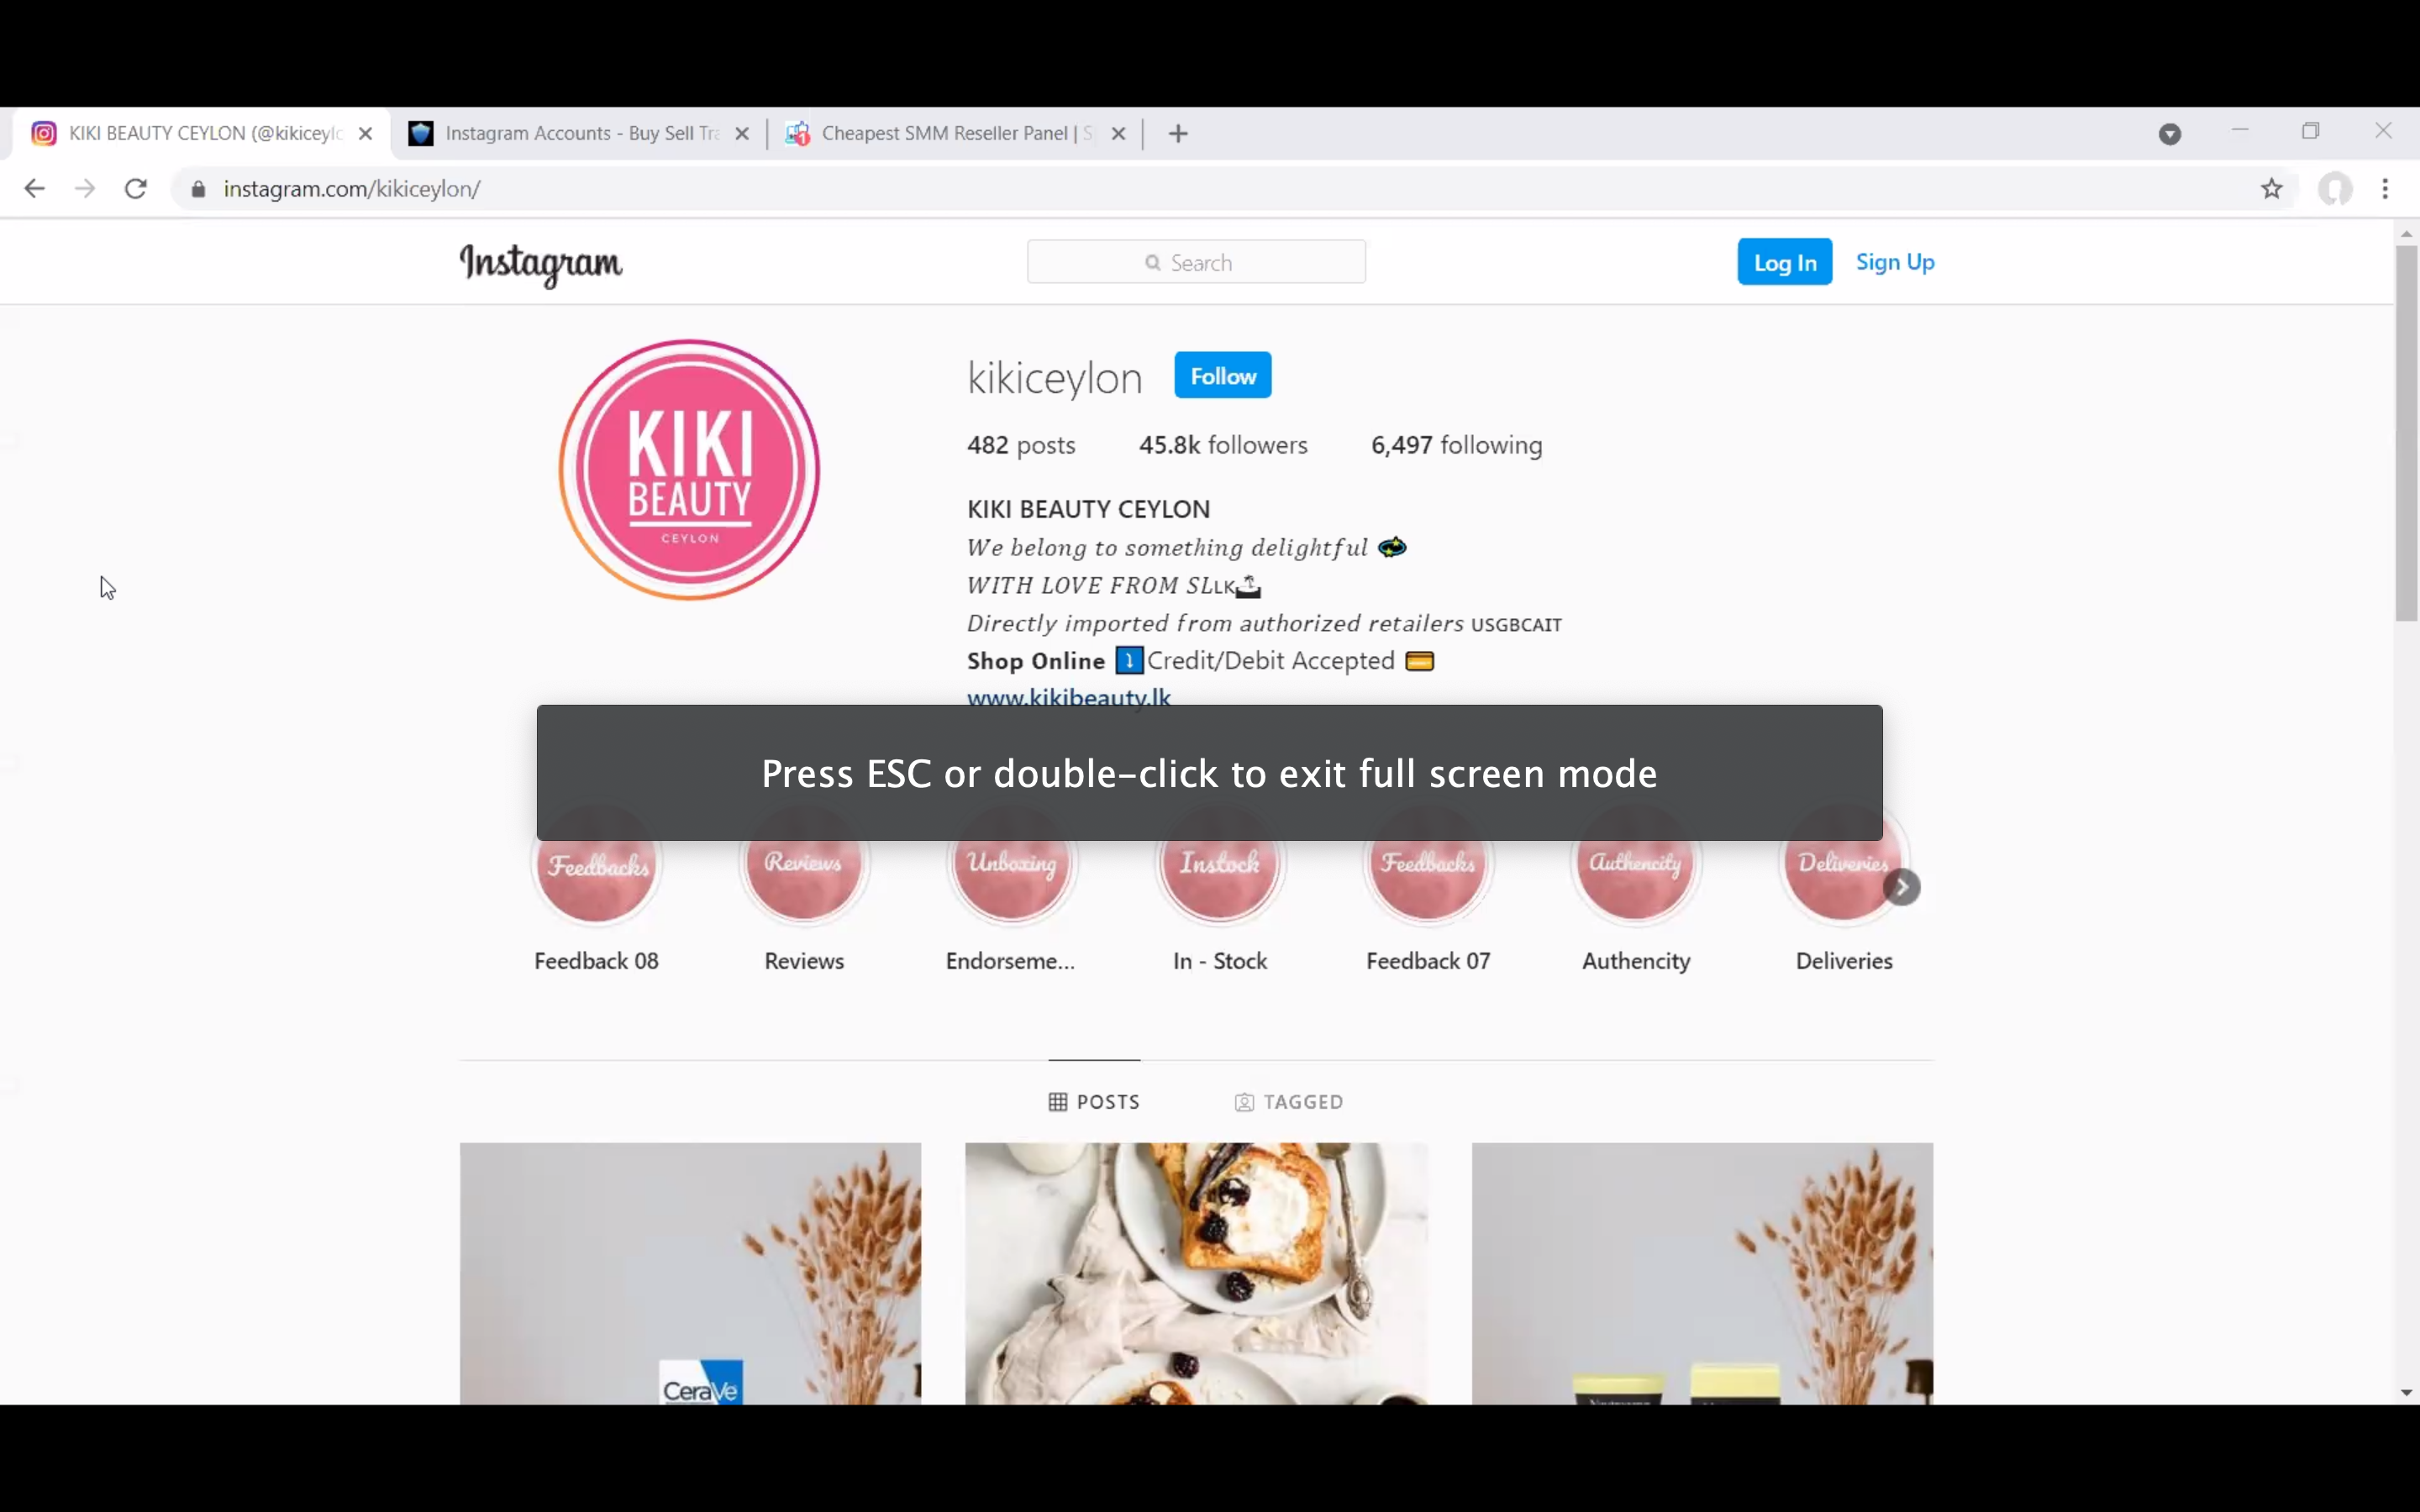 KIKI BEAUTY CEYLON (@kikiceylo
Instagram Accounts - Buy Sell Tra
Cheapest SMM Reseller Panel | S
instagram.com/kikiceylon/
Instagram
Search
Log In
Sign Up
KIKI
BEAUTY
CEYLON
kikiceylon
Follow
482 posts
45.8k followers
6,497 following
KIKI BEAUTY CEYLON
We belong to something delightful
WITH LOVE FROM SLLK
Directly imported from authorized retailers USGBCAIT
Shop Online Credit/Debit Accepted
www.kikibeauty.lk
Press ESC or double-click to exit full screen mode
Feedbacks
Reviews
Unboxing
Instock
Feedbacks
Authencity
Deliveries
Feedback 08
Reviews
Endorseme...
In - Stock
Feedback 07
Authencity
Deliveries
POSTS
TAGGED
CeraVe